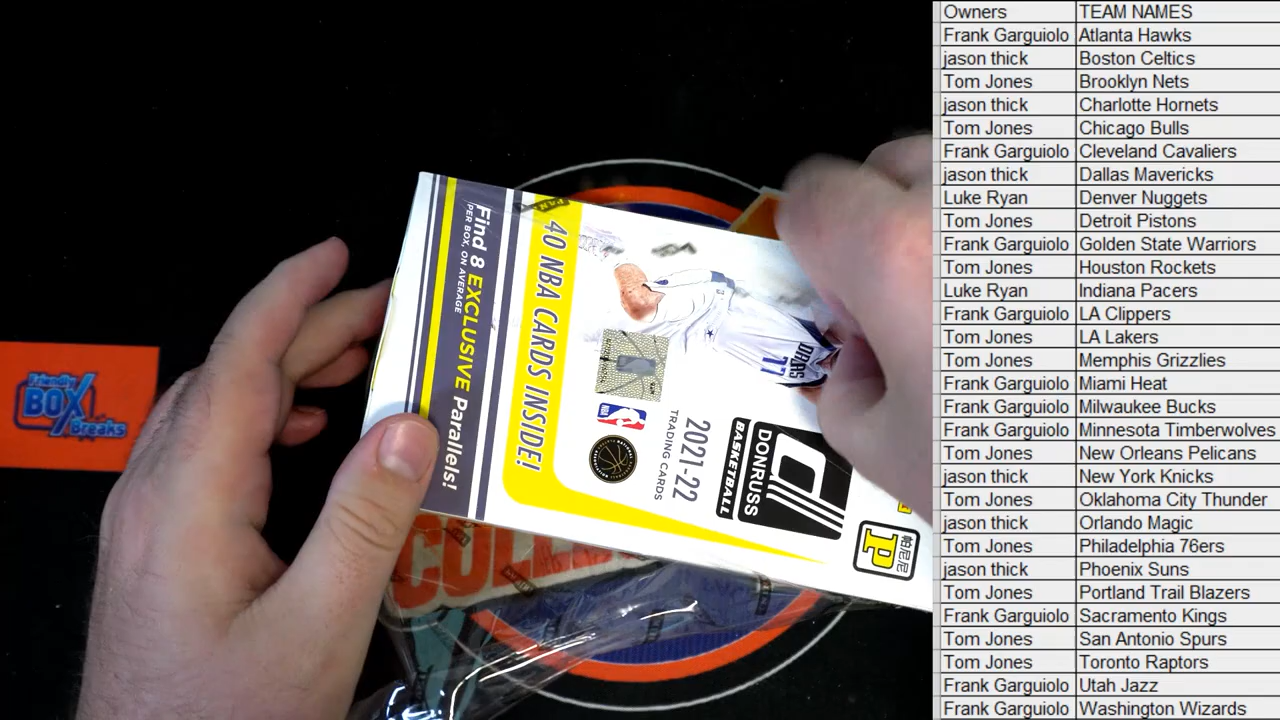 Friendly
BOX
Breaks
Find 8 EXCLUSIVE Parallels!
PER BOX, ON AVERAGE
40 NBA CARDS INSIDE!
PANINI
77
NBA
2021-22
TRADING CARDS
DONRUSS
BASKETBALL
帕尼尼
P
Owners TEAM NAMES
Frank Garguiolo Atlanta Hawks
jason thick Boston Celtics
Tom Jones Brooklyn Nets
jason thick Charlotte Hornets
Tom Jones Chicago Bulls
Frank Garguiolo Cleveland Cavaliers
jason thick Dallas Mavericks
Luke Ryan Denver Nuggets
Tom Jones Detroit Pistons
Frank Garguiolo Golden State Warriors
Tom Jones Houston Rockets
Luke Ryan Indiana Pacers
Frank Garguiolo LA Clippers
Tom Jones LA Lakers
Tom Jones Memphis Grizzlies
Frank Garguiolo Miami Heat
Frank Garguiolo Milwaukee Bucks
Frank Garguiolo Minnesota Timberwolves
Tom Jones New Orleans Pelicans
jason thick New York Knicks
Tom Jones Oklahoma City Thunder
jason thick Orlando Magic
Tom Jones Philadelphia 76ers
jason thick Phoenix Suns
Tom Jones Portland Trail Blazers
Frank Garguiolo Sacramento Kings
Tom Jones San Antonio Spurs
Tom Jones Toronto Raptors
Frank Garguiolo Utah Jazz
Frank Garguiolo Washington Wizards